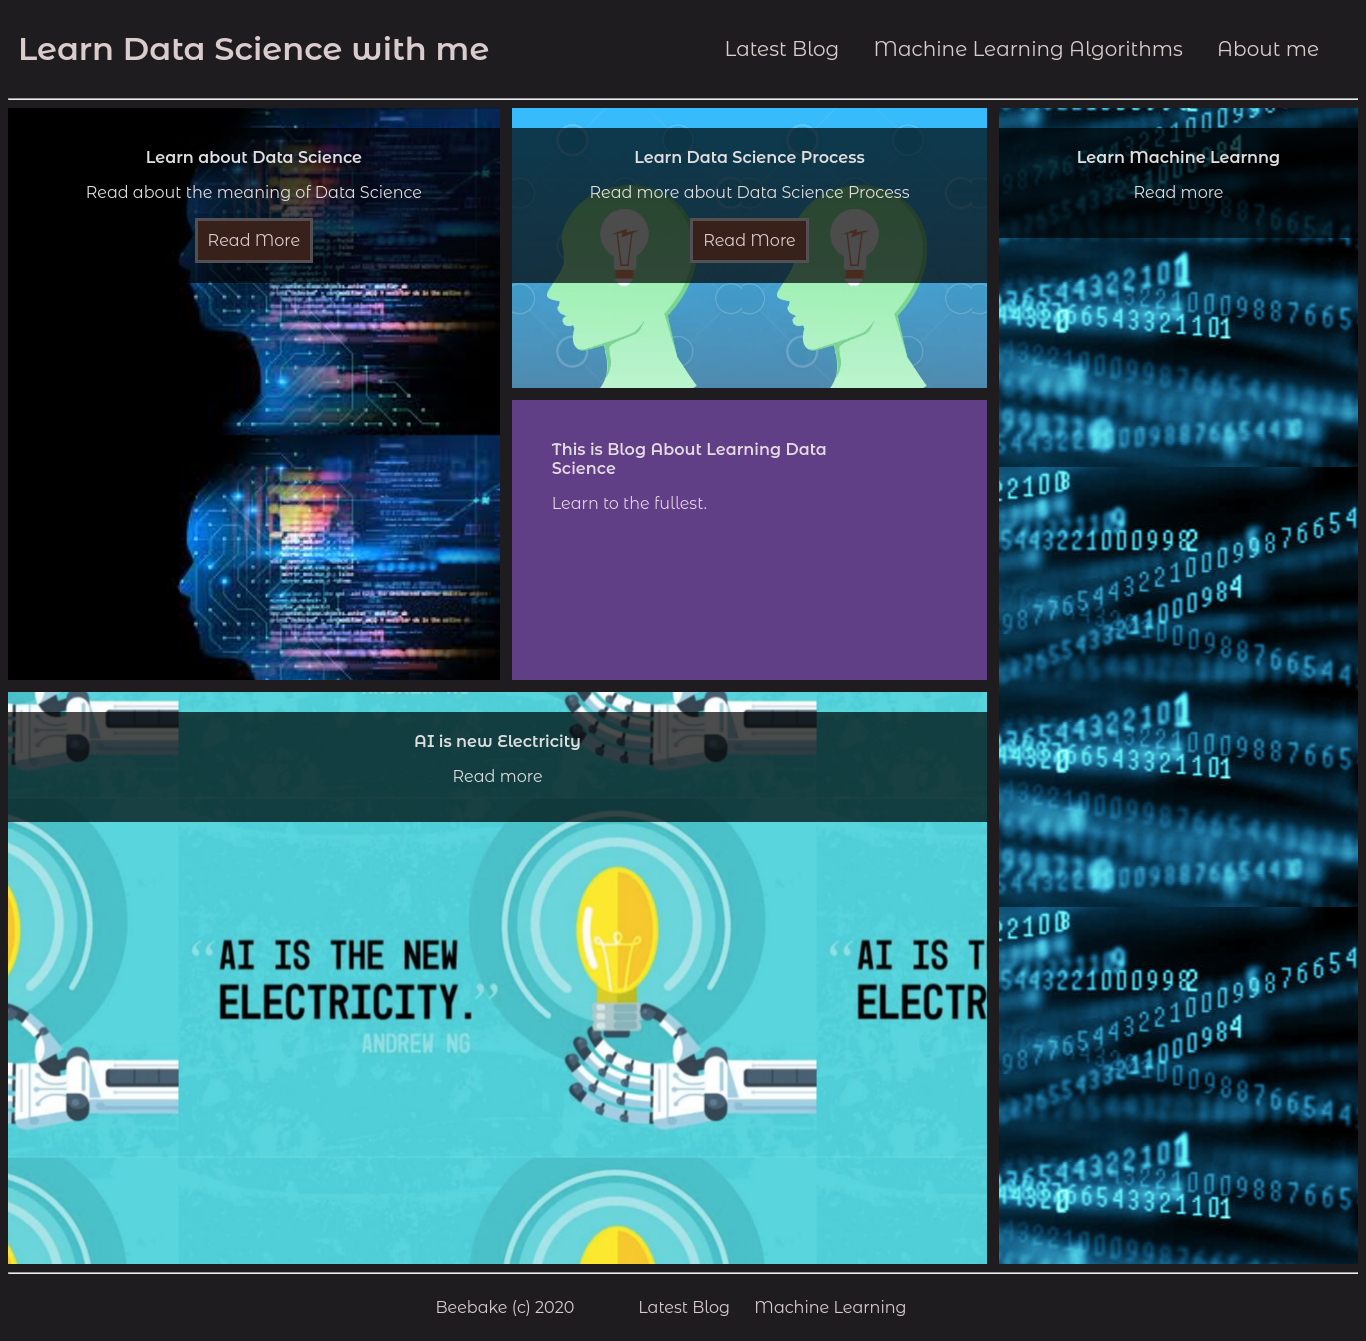 Learn Data Science with me
Latest Blog
Machine Learning Algorithms
About me
Learn about Data Science
Read about the meaning of Data Science
Read More
Learn Data Science Process
Read more about Data Science Process
Read More
Learn Machine Learnng
Read more
This is Blog About Learning Data
Science
Learn to the fullest.
AI is new Electricity
Read more
“AI IS THE NEW
ELECTRICITY.”
ANDREW NG
“AI IS T
ELECTR
Beebake (c) 2020
Latest Blog
Machine Learning